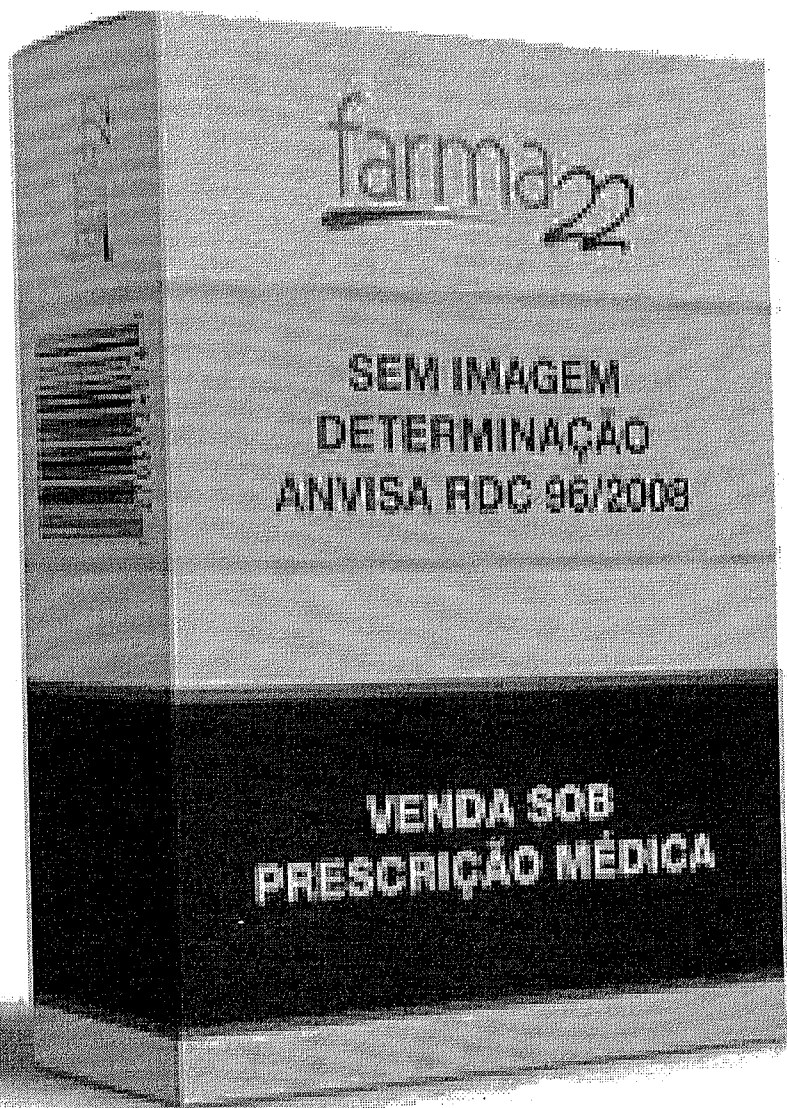 farma22
SEM IMAGEM
DETERMINAÇÃO
ANVISA RDC 96/2008
VENDA SOB
PRESCRIÇÃO MÉDICA